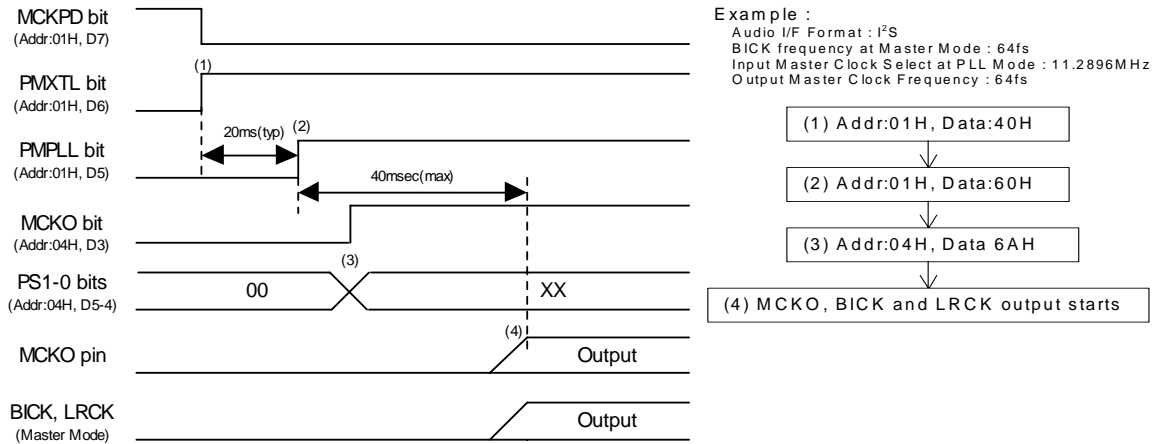 MCKPD bit
(Addr:01H, D7)
(1)
PMXTL bit
(Addr:01H, D6)
20ms(typ)
(2)
PMPLL bit
(Addr:01H, D5)
40msec(max)
MCKO bit
(Addr:04H, D3)
(3)
PS1-0 bits
(Addr:04H, D5-4)
00
XX
(4)
MCKO pin
Output
BICK, LRCK
(Master Mode)
Output
Example :
Audio I/F Format : I²S
BICK frequency at Master Mode : 64fs
Input Master Clock Select at PLL Mode : 11.2896MHz
Output Master Clock Frequency : 64fs
(1) Addr:01H, Data:40H
(2) Addr:01H, Data:60H
(3) Addr:04H, Data 6AH
(4) MCKO, BICK and LRCK output starts